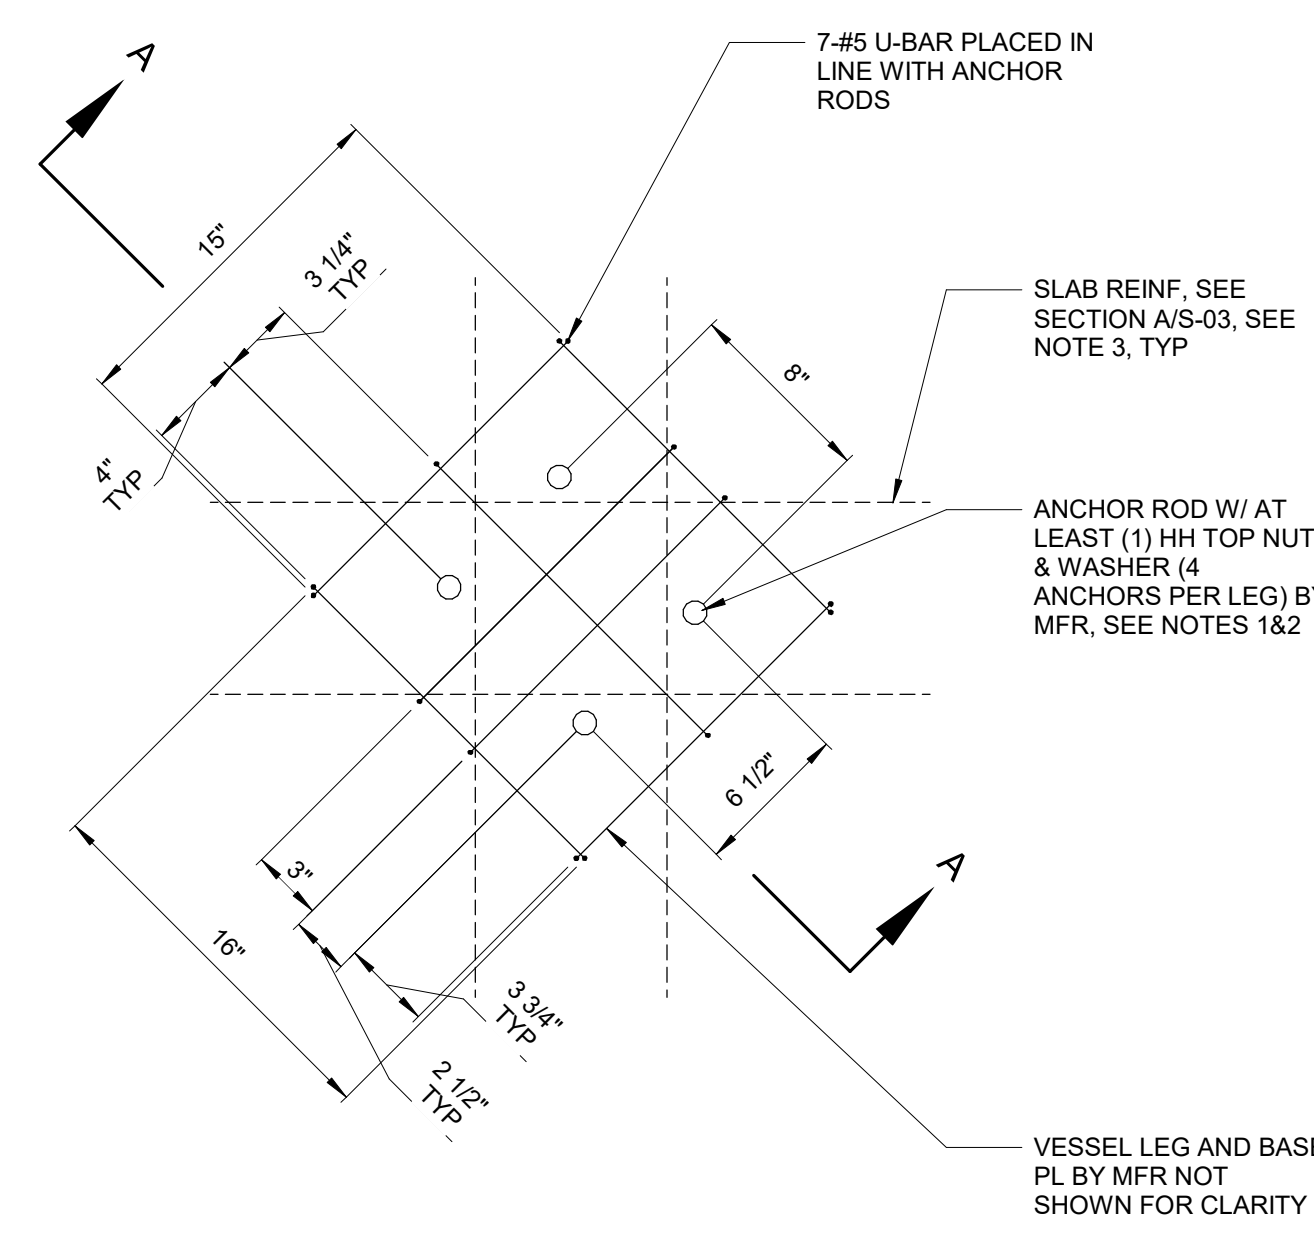 A
7-#5 U-BAR PLACED IN
LINE WITH ANCHOR
RODS
15"
3 1/4"
TYP
4"
TYP
8"
SLAB REINF, SEE
SECTION A/S-03, SEE
NOTE 3, TYP
ANCHOR ROD W/ AT
LEAST (1) HH TOP NUT
& WASHER (4
ANCHORS PER LEG) BY
MFR, SEE NOTES 1&2
6 1/2"
A
3"
16"
3 3/4"
TYP
2 1/2"
TYP
VESSEL LEG AND BASE
PL BY MFR NOT
SHOWN FOR CLARITY